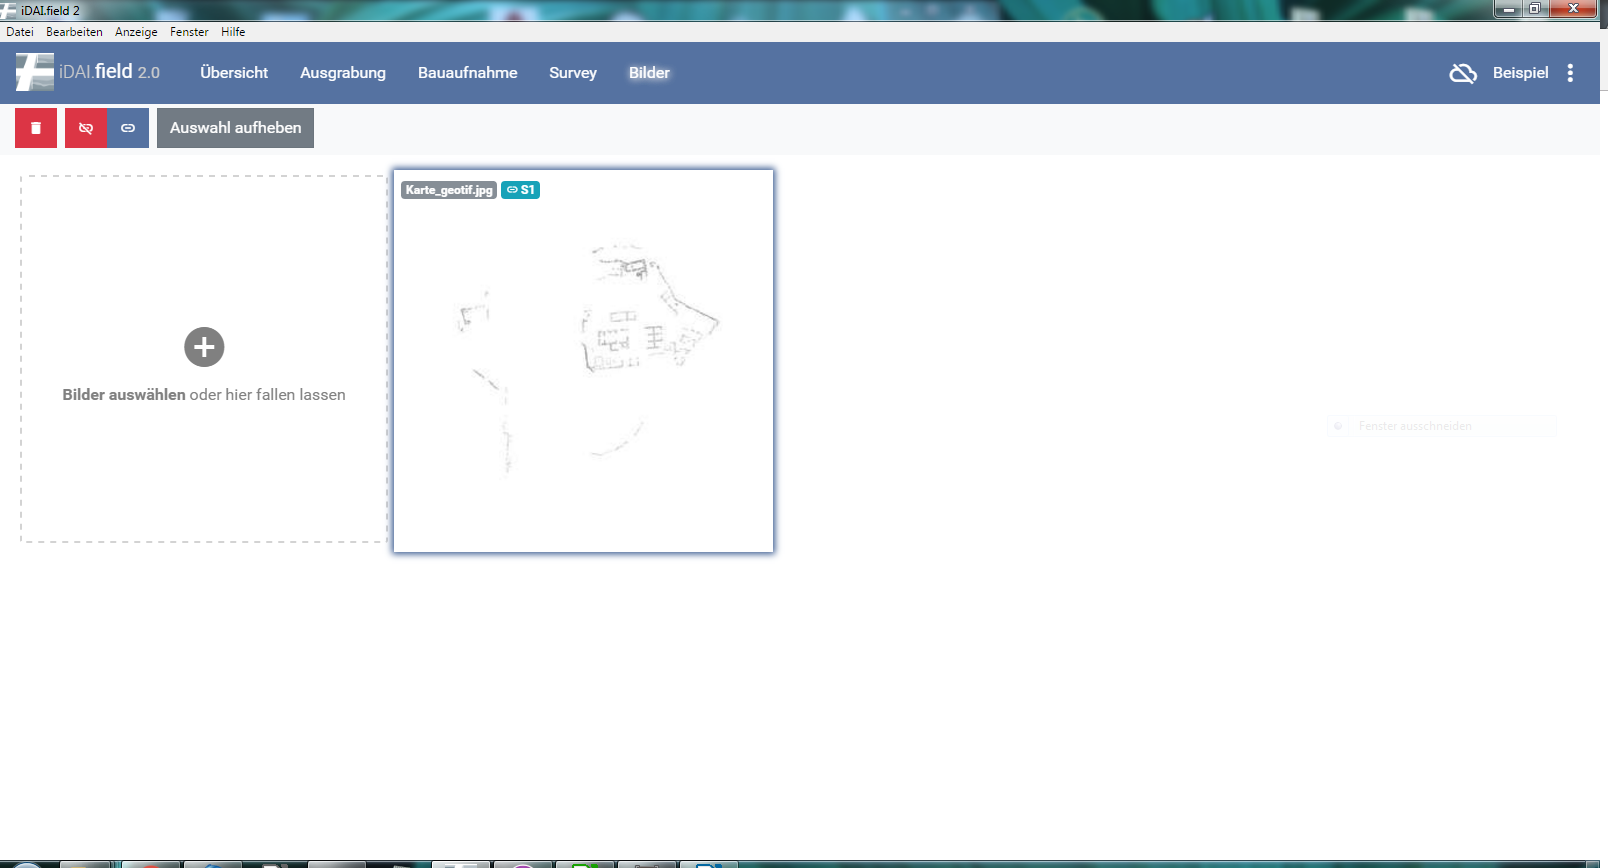 iDAI.field 2
Datei Bearbeiten Anzeige Fenster Hilfe
iDAI.field 2.0 Übersicht Ausgrabung Bauaufnahme Survey Bilder Beispiel
Auswahl aufheben
Karte_geotif.jpg S1
Bilder auswählen oder hier fallen lassen
Fenster ausschneiden